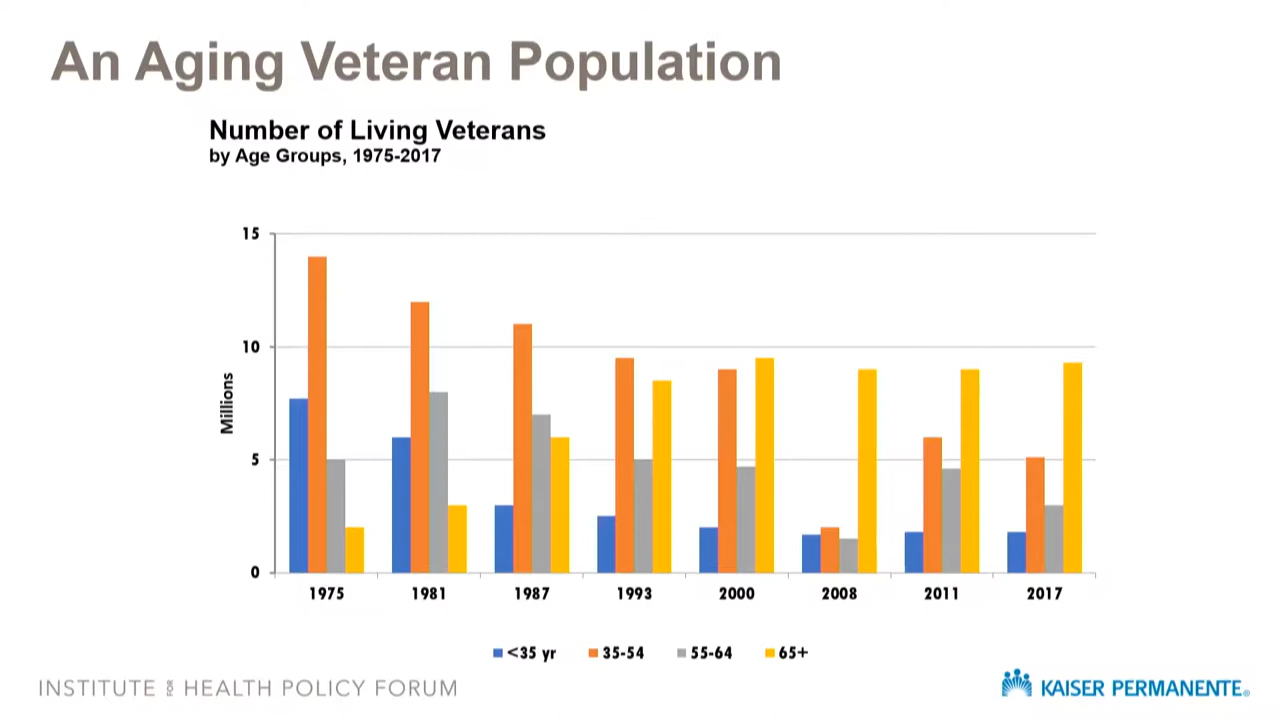 An Aging Veteran Population
Number of Living Veterans
by Age Groups, 1975-2017
Millions
15
10
5
0
1975 1981 1987 1993 2000 2008 2011 2017
<35 yr 35-54 55-64 65+
INSTITUTE FOR HEALTH POLICY FORUM
KAISER PERMANENTE®